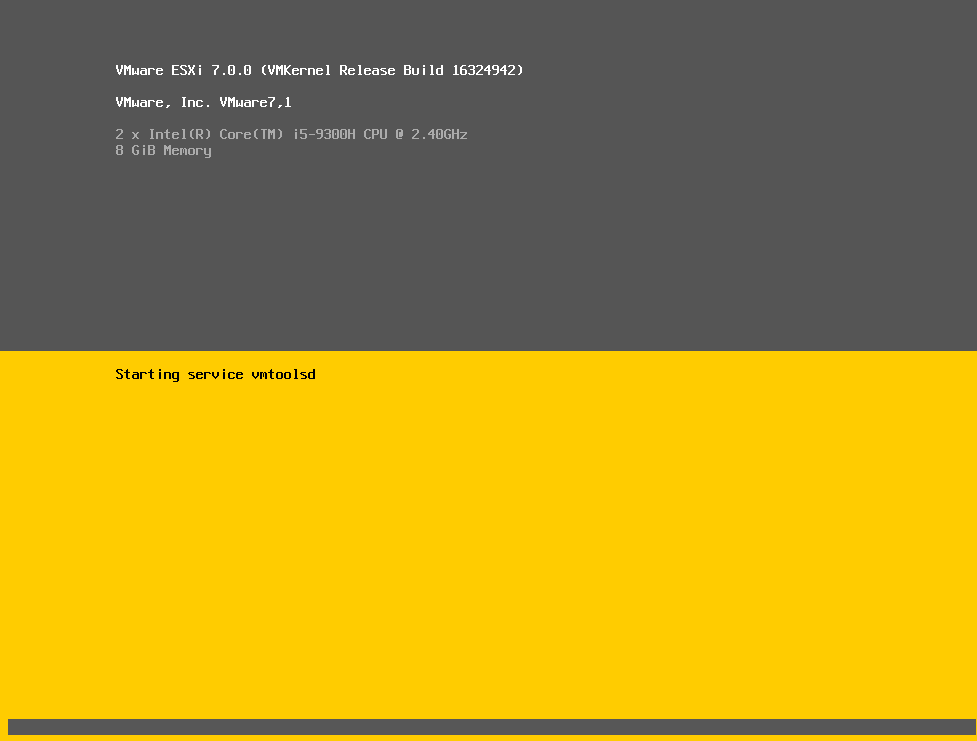 VMware ESXi 7.0.0 (VMKernel Release Build 16324942)
VMware, Inc. VMware7,1
2 x Intel(R) Core(TM) i5-9300H CPU @ 2.40GHz
8 GiB Memory
Starting service vmtoolsd